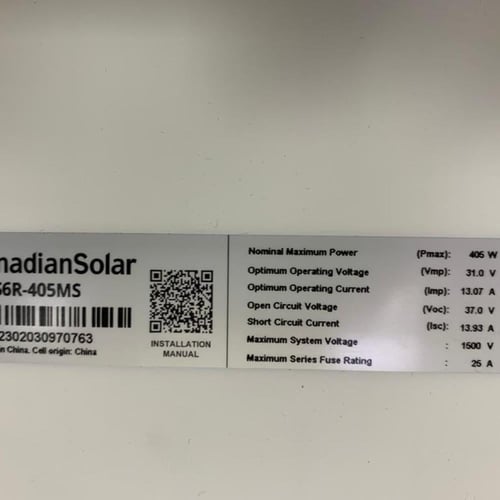 nadianSolar
S6R-405MS
2302030970763
n China. Cell origin: China
INSTALLATION
MANUAL
Nominal Maximum Power (Pmax): 405 W
Optimum Operating Voltage (Vmp): 31.0 V
Optimum Operating Current (Imp): 13.07 A
Open Circuit Voltage (Voc): 37.0 V
Short Circuit Current (Isc): 13.93 A
Maximum System Voltage : 1500 V
Maximum Series Fuse Rating : 25 A